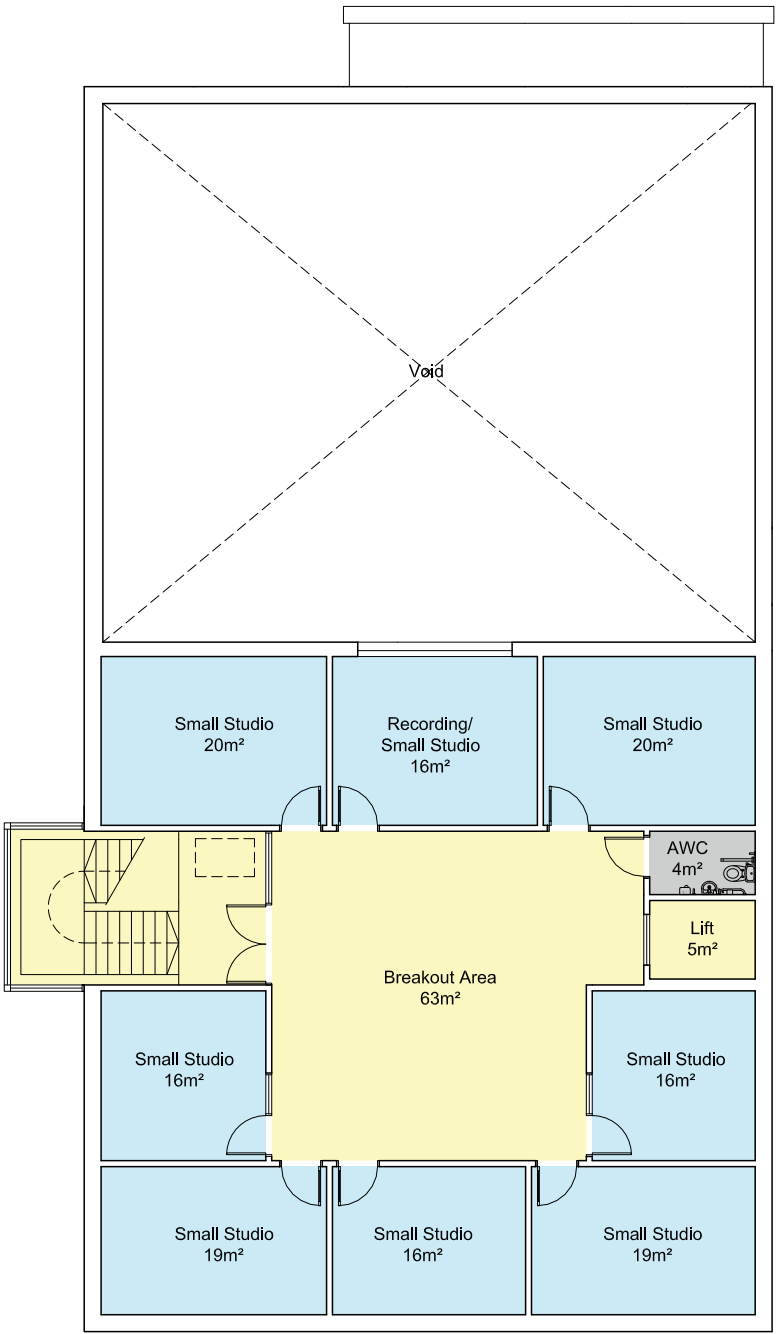 Void
Small Studio
20m²
Recording/
Small Studio
16m²
Small Studio
20m²
AWC
4m²
Lift
5m²
Breakout Area
63m²
Small Studio
16m²
Small Studio
16m²
Small Studio
19m²
Small Studio
16m²
Small Studio
19m²